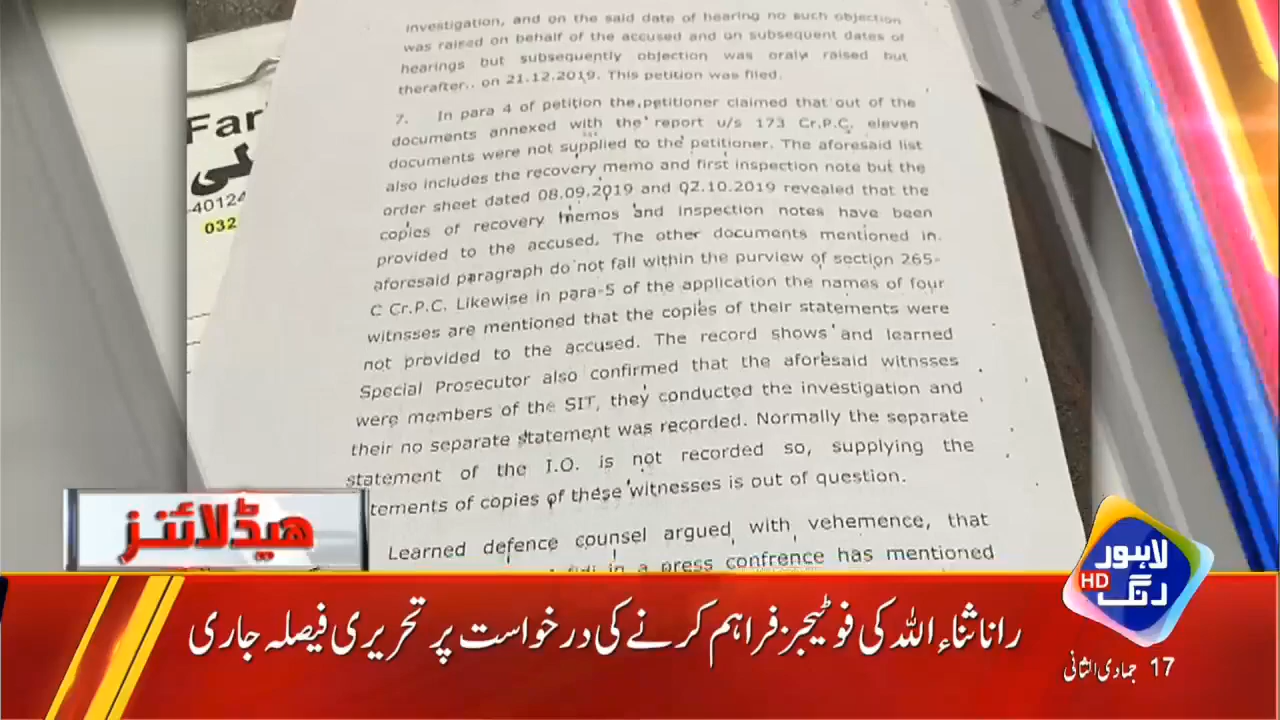 investigation, and on the said date of hearing no such objection
was raised on behalf of the accused and on subsequent dates of
hearings but subsequently objection was oraly raised but
thereafter.. on 21.12.2019. This petition was filed.
7. In para 4 of petition the petitioner claimed that out of the
documents annexed with the report u/s 173 Cr.P.C. eleven
documents were not supplied to the petitioner. The aforesaid list
also includes the recovery memo and first inspection note but the
order sheet dated 08.09.2019 and 02.10.2019 revealed that the
copies of recovery memos and inspection notes have been
provided to the accused. The other documents mentioned in
aforesaid paragraph do not fall within the purview of section 265-
C Cr.P.C. Likewise in para-5 of the application the names of four
witnsses are mentioned that the copies of their statements were
not provided to the accused. The record shows and learned
Special Prosecutor also confirmed that the aforesaid witnsses
were members of the SIT, they conducted the investigation and
their no separate statement was recorded. Normally the separate
statement of the I.O. is not recorded so, supplying the
tements of copies of these witnesses is out of question.
Learned defence counsel argued with vehemence, that
in a press confrence has mentioned
Far
40124
032
ہیڈلائنز
لاہور
رنگ
HD
رانا ثناء اللہ کی فوٹیجز فراہم کرنے کی درخواست پر تحریری فیصلہ جاری
17 جمادی الثانی